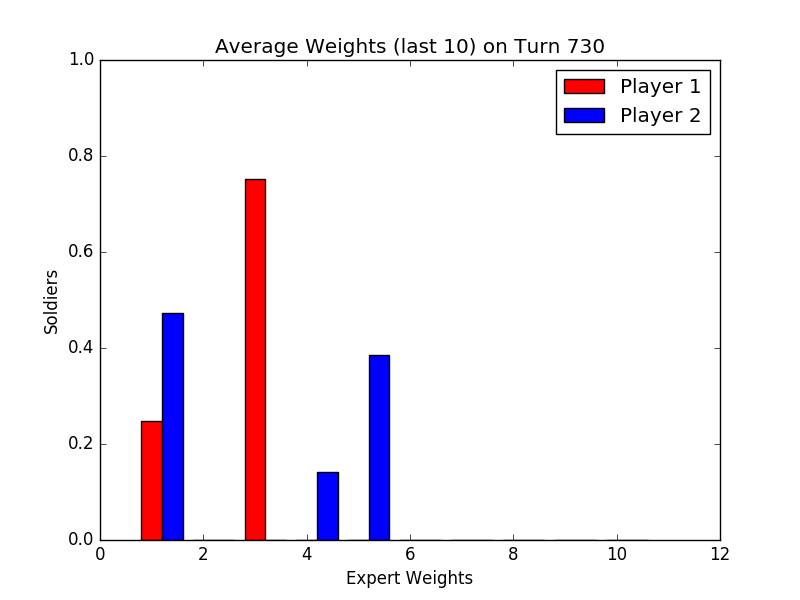 Average Weights (last 10) on Turn 730
1.0
0.8
0.6
0.4
0.2
0.0
Soldiers
0 2 4 6 8 10 12
Expert Weights
Player 1
Player 2